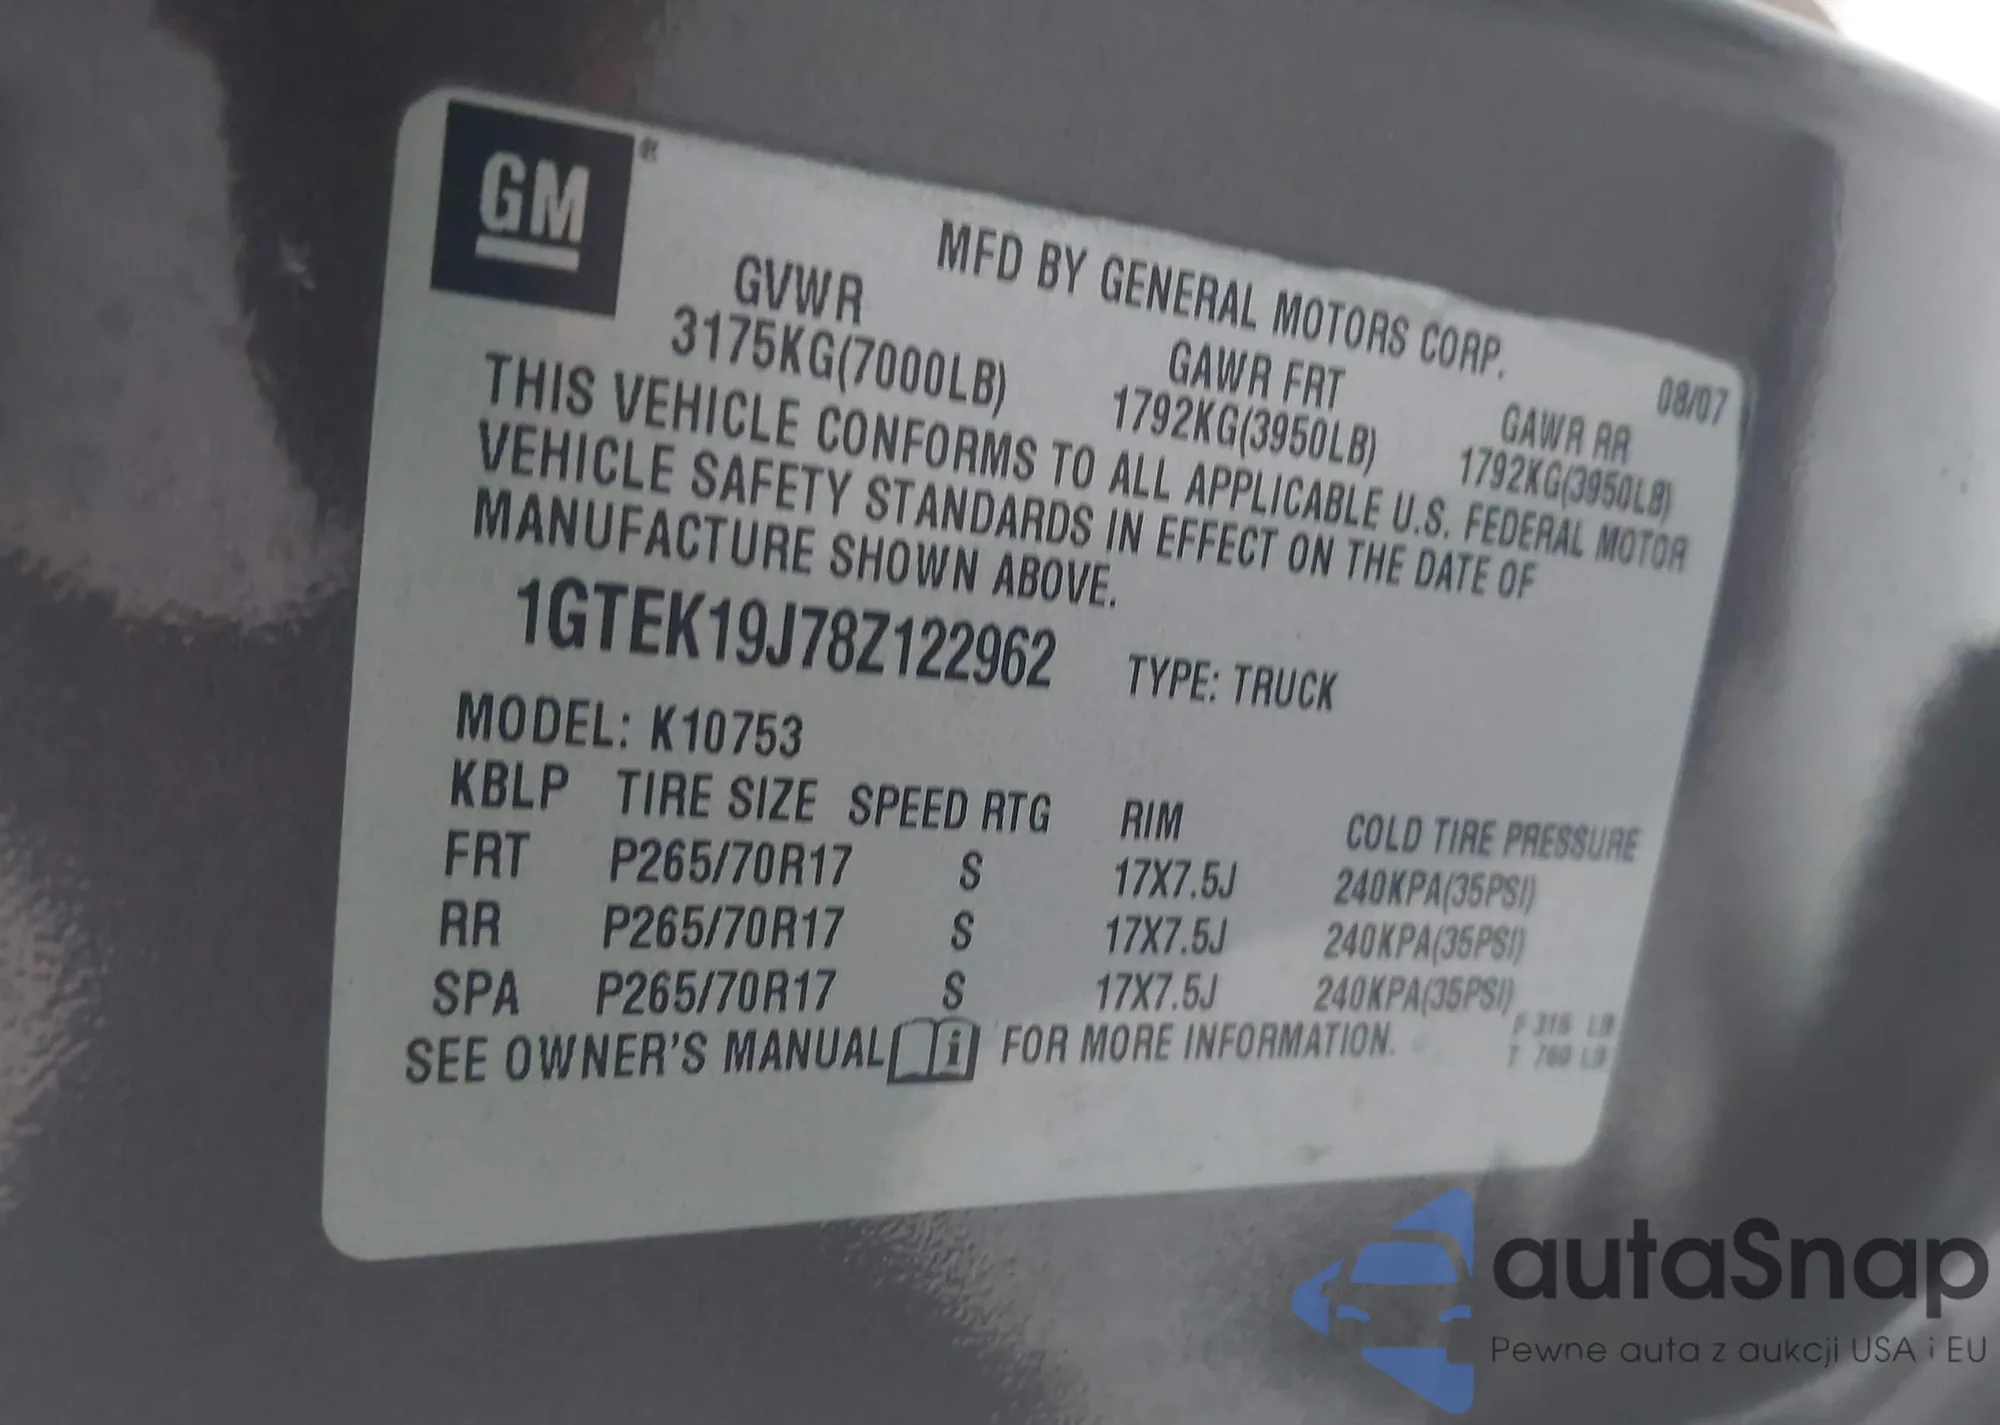 GM®
MFD BY GENERAL MOTORS CORP.
08/07
GVWR GAWR FRT GAWR RR
3175KG(7000LB) 1792KG(3950LB) 1792KG(3950LB)
THIS VEHICLE CONFORMS TO ALL APPLICABLE U.S. FEDERAL MOTOR
VEHICLE SAFETY STANDARDS IN EFFECT ON THE DATE OF
MANUFACTURE SHOWN ABOVE.
1GTEK19J78Z122962 TYPE: TRUCK
MODEL: K10753
KBLP TIRE SIZE SPEED RTG RIM COLD TIRE PRESSURE
FRT P265/70R17 S 17X7.5J 240KPA(35PSI)
RR P265/70R17 S 17X7.5J 240KPA(35PSI)
SPA P265/70R17 S 17X7.5J 240KPA(35PSI)
F 316 LB
SEE OWNER'S MANUAL i FOR MORE INFORMATION.
T 760 LB
autaSnap
Pewne auta z aukcji USA i EU